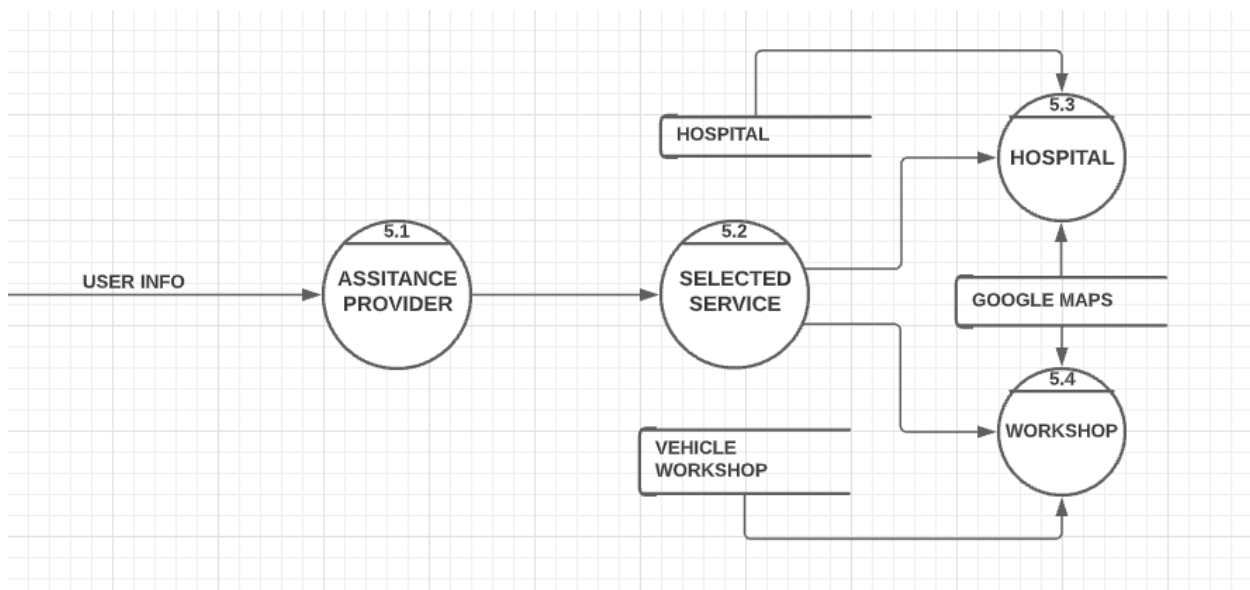 5.3
HOSPITAL
HOSPITAL
5.1
5.2
USER INFO
ASSITANCE
PROVIDER
SELECTED
SERVICE
GOOGLE MAPS
5.4
WORKSHOP
VEHICLE
WORKSHOP